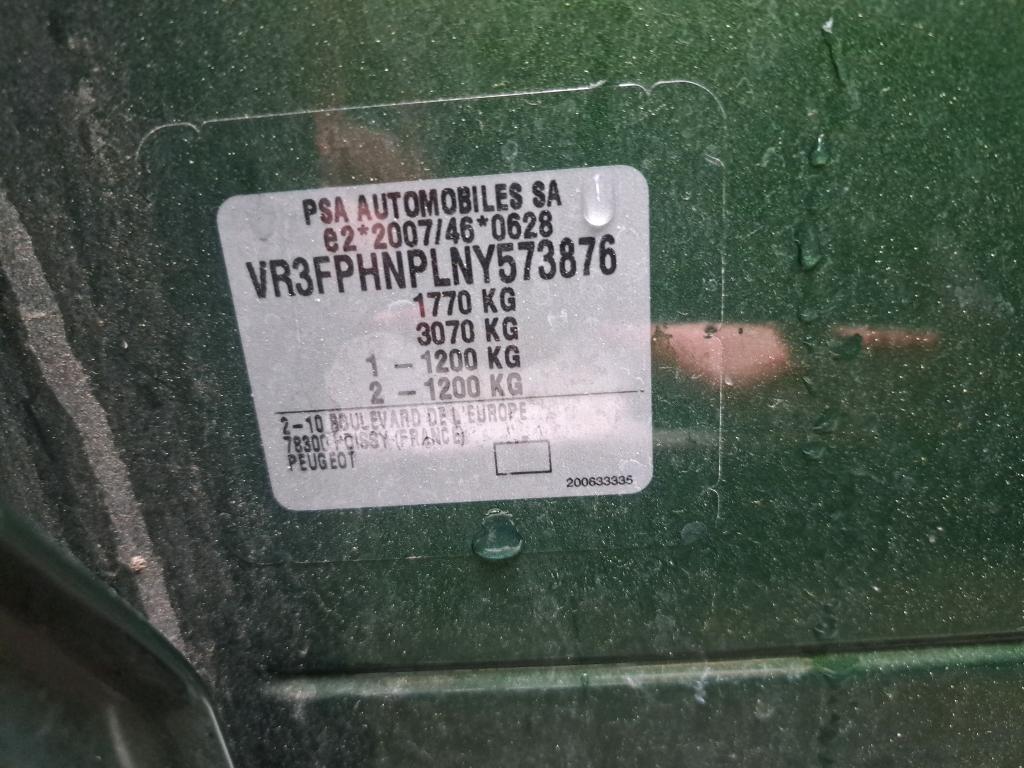 PSA AUTOMOBILES SA
e2*2007/46*0628
VR3FPHNPLNY573876
1770 KG
3070 KG
1 – 1200 KG
2 – 1200 KG
2-10 BOULEVARD DE L'EUROPE
78300 POISSY (FRANCE)
PEUGEOT
200633335